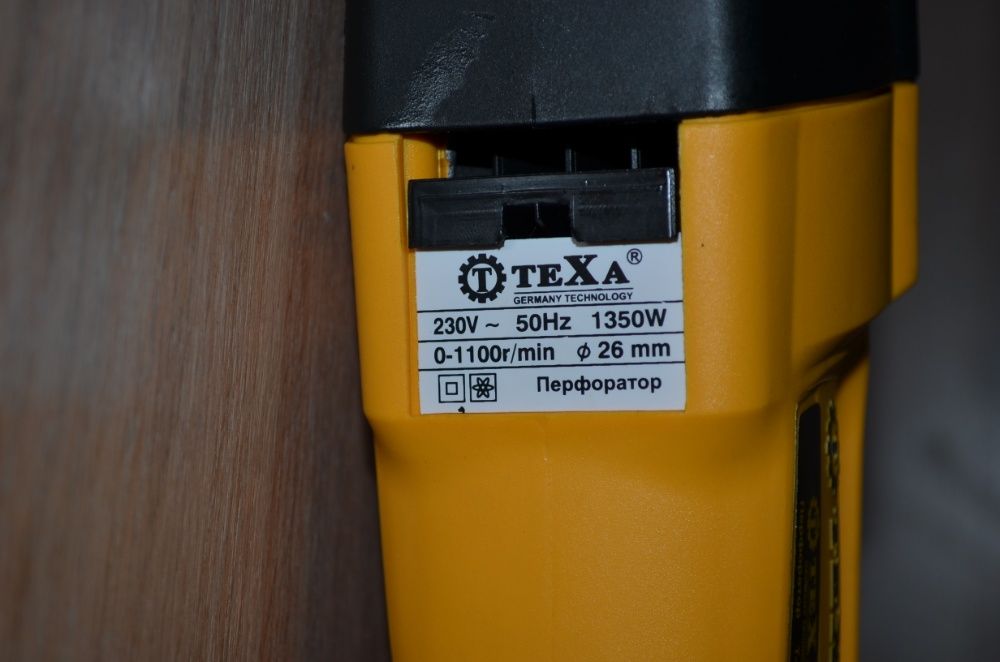 T TEXA ®
GERMANY TECHNOLOGY
230V ~ 50Hz 1350W
0-1100r/min ϕ 26 mm
Перфоратор